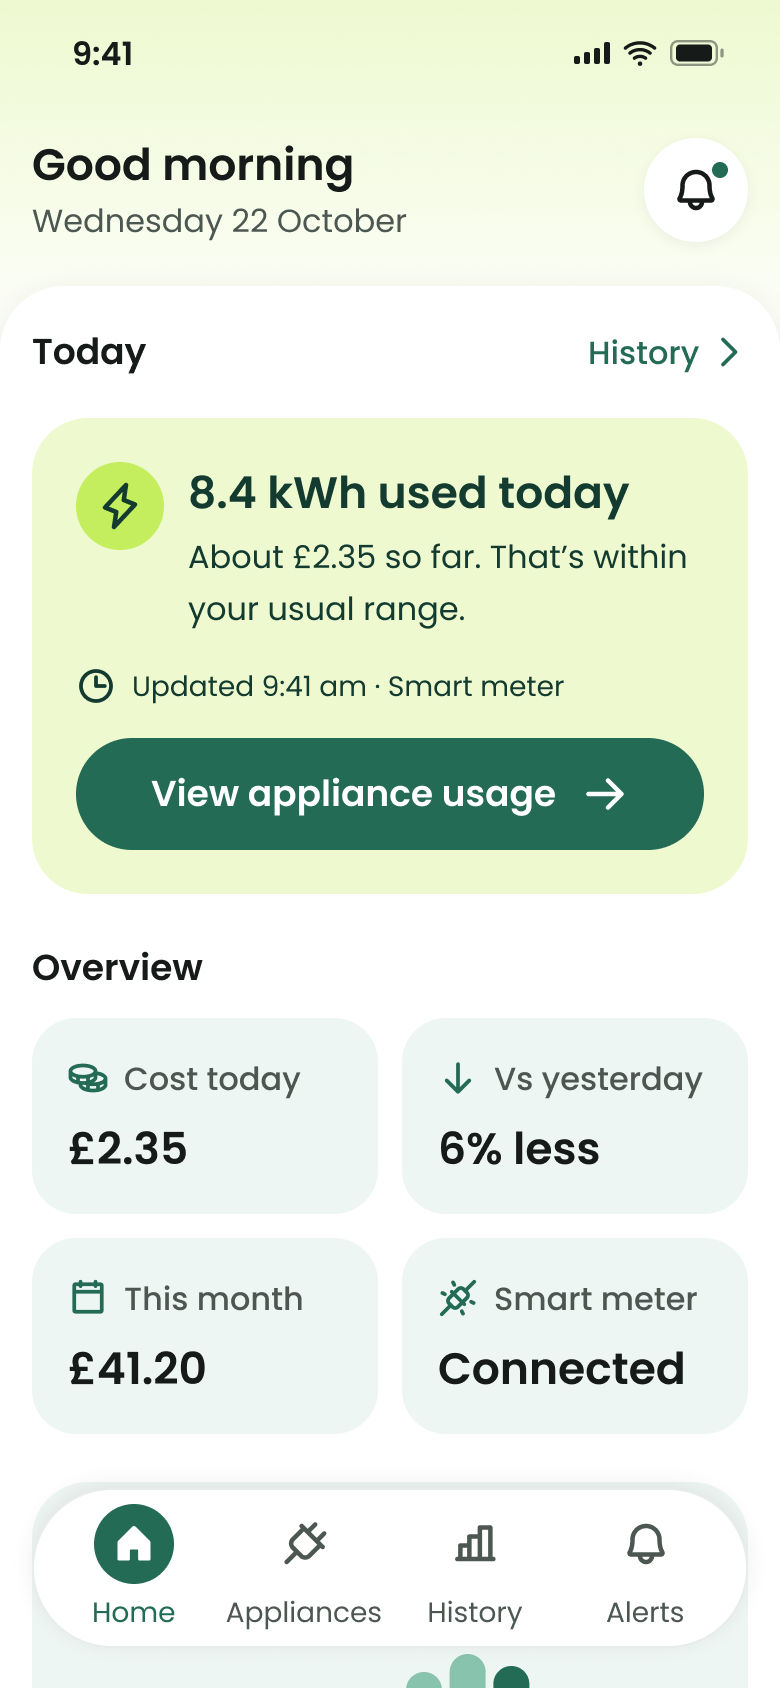 9:41
Good morning
Wednesday 22 October
Today
History
8.4 kWh used today
About £2.35 so far. That’s within
your usual range.
Updated 9:41 am · Smart meter
View appliance usage
Overview
Cost today
£2.35
Vs yesterday
6% less
This month
£41.20
Smart meter
Connected
Home
Appliances
History
Alerts